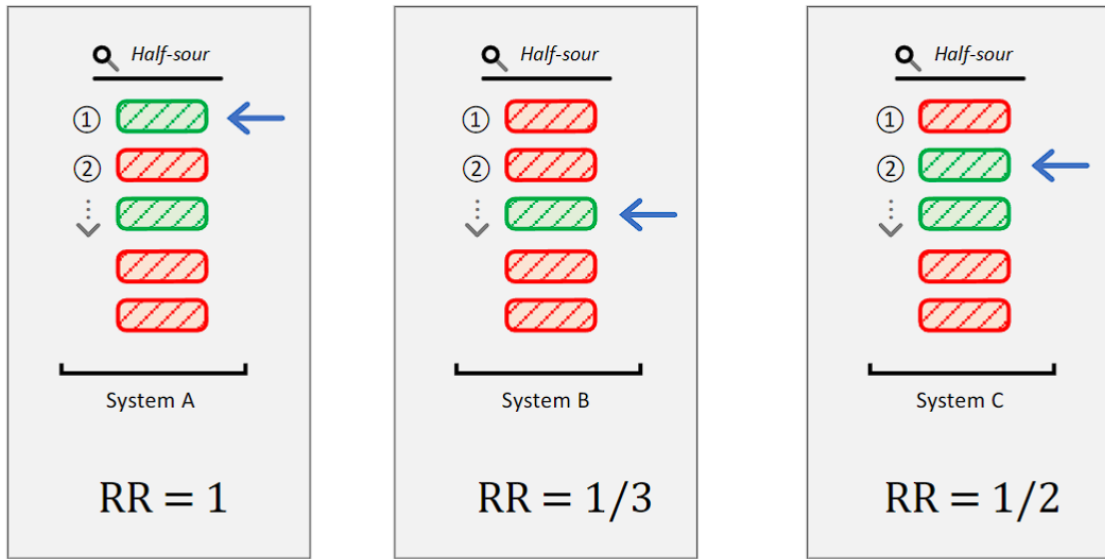 Half-sour
①
②
System A
RR = 1
Half-sour
①
②
System B
RR = 1/3
Half-sour
①
②
System C
RR = 1/2